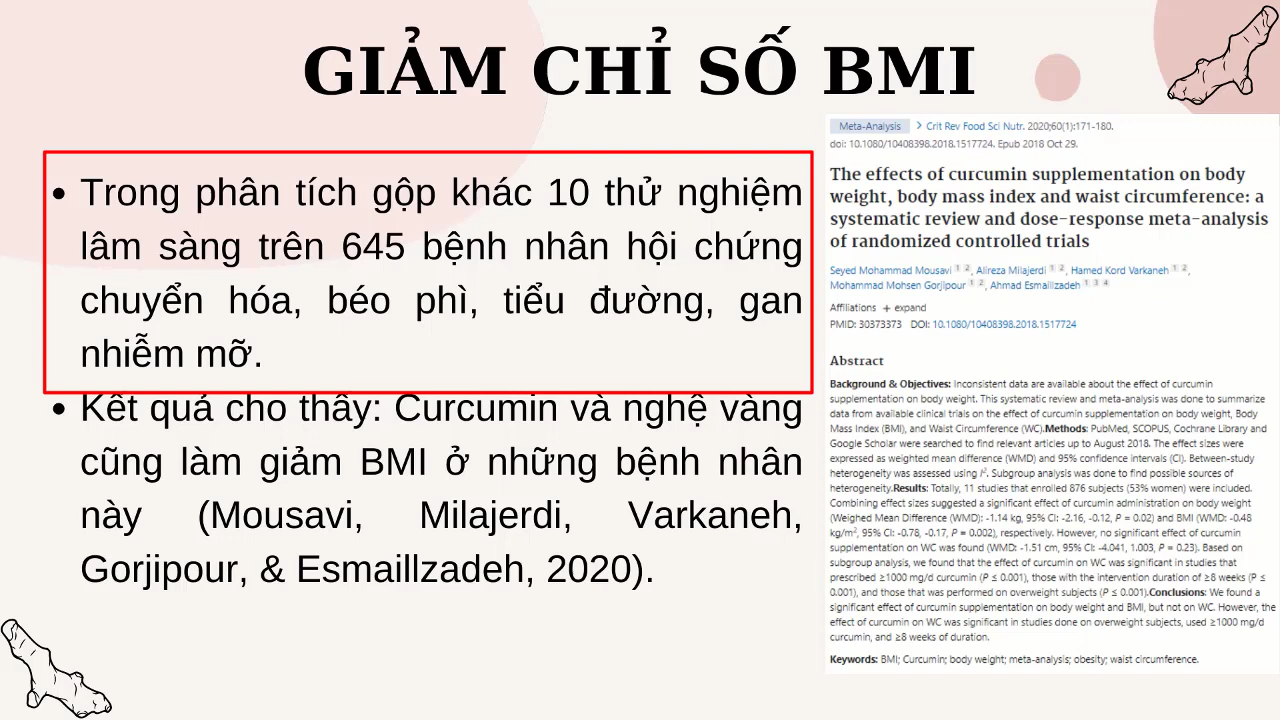 GIẢM CHỈ SỐ BMI
• Trong phân tích gộp khác 10 thử nghiệm
lâm sàng trên 645 bệnh nhân hội chứng
chuyển hóa, béo phì, tiểu đường, gan
nhiễm mỡ.
• Kết quả cho thấy: Curcumin và nghệ vàng
cũng làm giảm BMI ở những bệnh nhân
này (Mousavi, Milajerdi, Varkaneh,
Gorjipour, & Esmaillzadeh, 2020).
Meta-Analysis > Crit Rev Food Sci Nutr. 2020;60(1):171-180.
doi: 10.1080/10408398.2018.1517724. Epub 2018 Oct 29.
The effects of curcumin supplementation on body
weight, body mass index and waist circumference: a
systematic review and dose-response meta-analysis
of randomized controlled trials
Seyed Mohammad Mousavi 1 2, Alireza Milajerdi 1 2, Hamed Kord Varkaneh 1 2,
Mohammad Mohsen Gorjipour 1 2, Ahmad Esmaillzadeh 1 3 4
Affiliations + expand
PMID: 30373373 DOI: 10.1080/10408398.2018.1517724
Abstract
Background & Objectives: Inconsistent data are available about the effect of curcumin
supplementation on body weight. This systematic review and meta-analysis was done to summarize
data from available clinical trials on the effect of curcumin supplementation on body weight, Body
Mass Index (BMI), and Waist Circumference (WC).Methods: PubMed, SCOPUS, Cochrane Library and
Google Scholar were searched to find relevant articles up to August 2018. The effect sizes were
expressed as weighted mean difference (WMD) and 95% confidence intervals (CI). Between-study
heterogeneity was assessed using I². Subgroup analysis was done to find possible sources of
heterogeneity.Results: Totally, 11 studies that enrolled 876 subjects (53% women) were included.
Combining effect sizes suggested a significant effect of curcumin administration on body weight
(Weighed Mean Difference (WMD): -1.14 kg, 95% CI: -2.16, -0.12, P = 0.02) and BMI (WMD: -0.48
kg/m², 95% CI: -0.78, -0.17, P = 0.002), respectively. However, no significant effect of curcumin
supplementation on WC was found (WMD: -1.51 cm, 95% CI: -4.041, 1.003, P = 0.23). Based on
subgroup analysis, we found that the effect of curcumin on WC was significant in studies that
prescribed ≥1000 mg/d curcumin (P ≤ 0.001), those with the intervention duration of ≥8 weeks (P ≤
0.001), and those that was performed on overweight subjects (P ≤ 0.001).Conclusions: We found a
significant effect of curcumin supplementation on body weight and BMI, but not on WC. However, the
effect of curcumin on WC was significant in studies done on overweight subjects, used ≥1000 mg/d
curcumin, and ≥8 weeks of duration.
Keywords: BMI; Curcumin; body weight; meta-analysis; obesity; waist circumference.